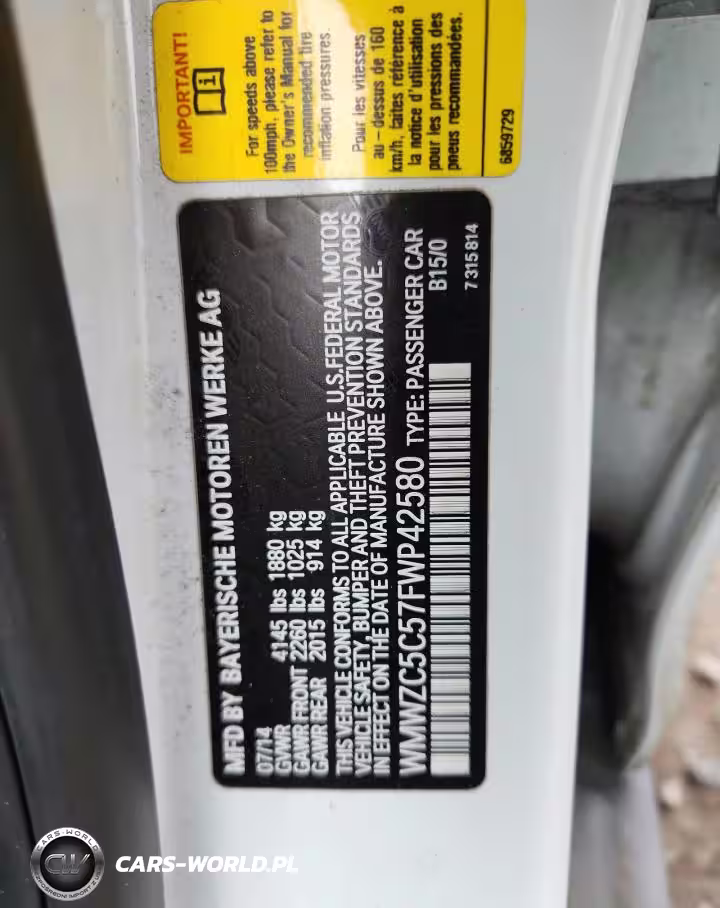 IMPORTANT!
For speeds above
100mph, please refer to
the Owner's Manual for
recommended tire
inflation pressures.
Pour les vitesses
au-dessus de 160
km/h, faites référence à
la notice d'utilisation
pour les pressions des
pneus recommandées.
6859729
MFD BY BAYERISCHE MOTOREN WERKE AG
07/14
GVWR 4145 lbs 1880 kg
GAWR FRONT 2260 lbs 1025 kg
GAWR REAR 2015 lbs 914 kg
THIS VEHICLE CONFORMS TO ALL APPLICABLE U.S.FEDERAL MOTOR
VEHICLE SAFETY, BUMPER AND THEFT PREVENTION STANDARDS
IN EFFECT ON THE DATE OF MANUFACTURE SHOWN ABOVE.
WMWZC5C57FWP42580 TYPE: PASSENGER CAR
B15/0
7315814
CARS-WORLD
CW
CARS-WORLD.PL